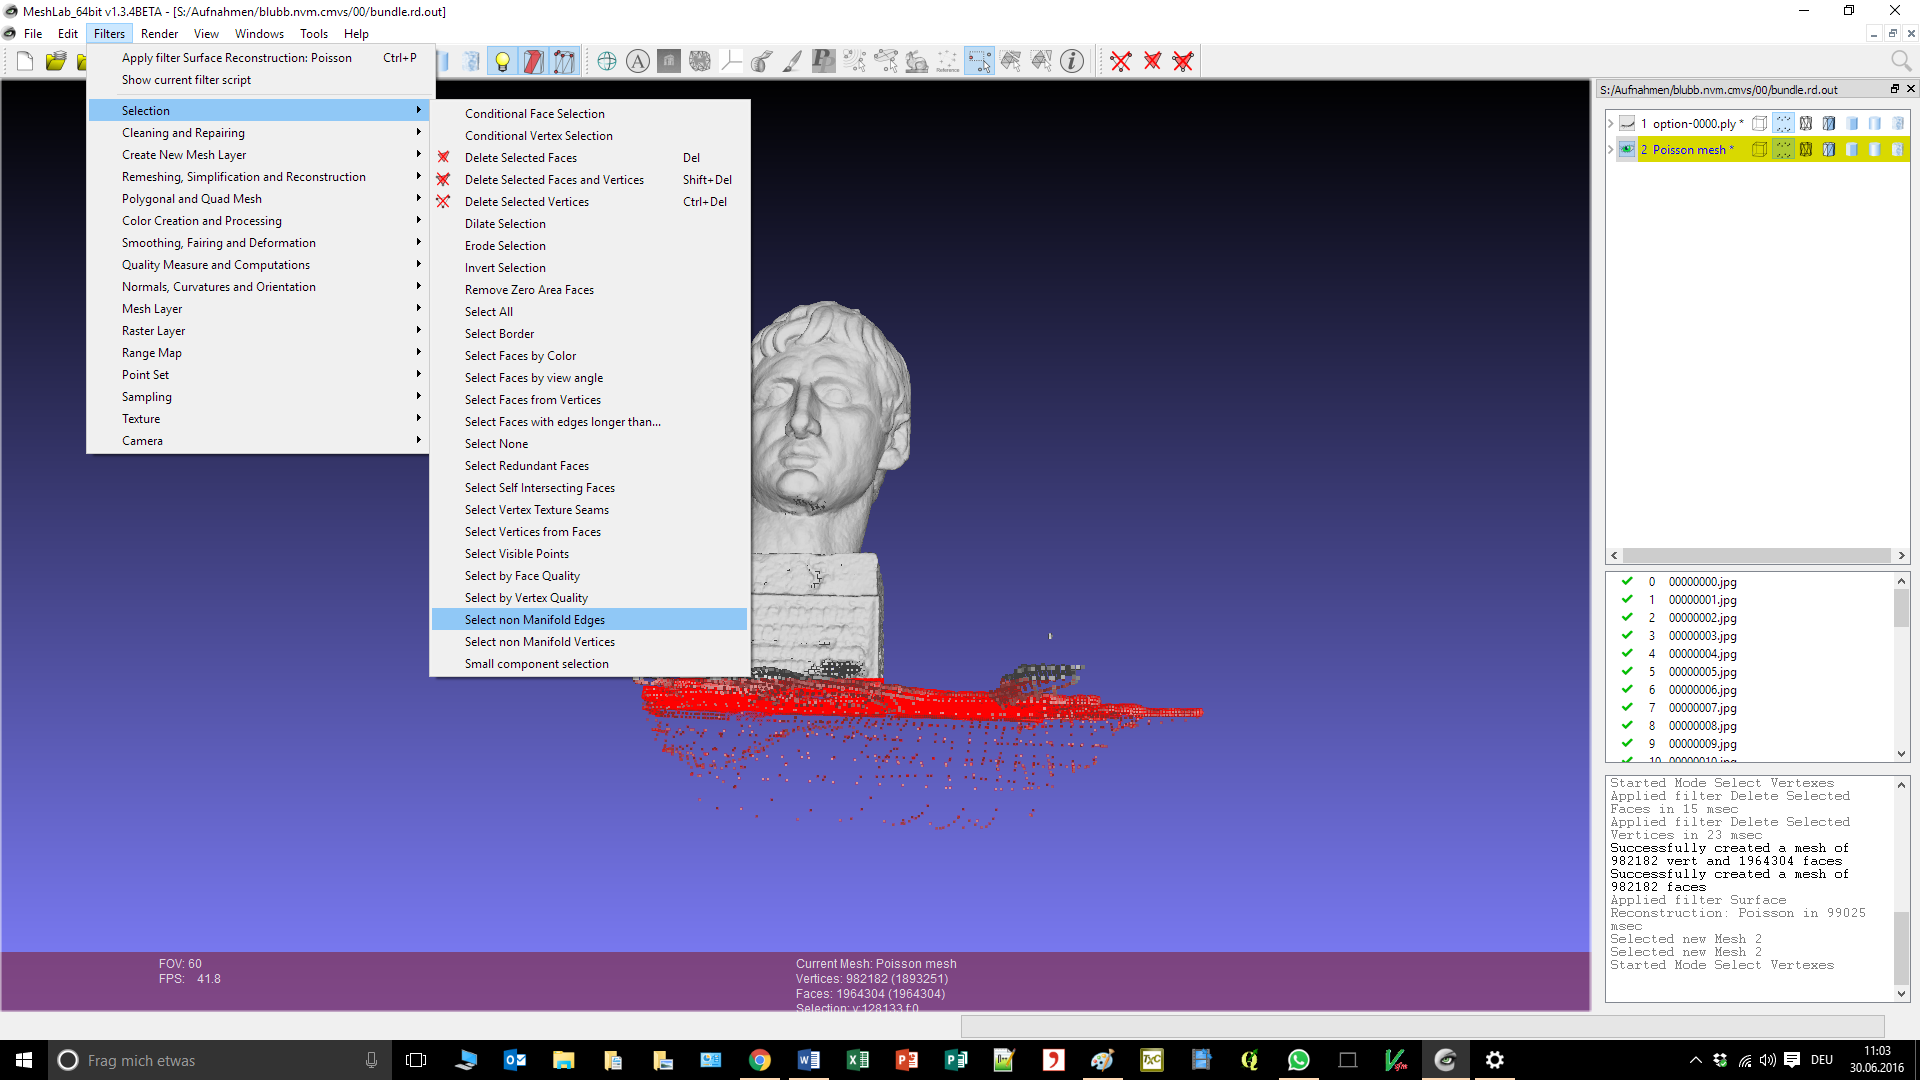 MeshLab_64bit v1.3.4BETA - [S:/Aufnahmen/blubb.nvm.cmvs/00/bundle.rd.out]
File Edit Filters Render View Windows Tools Help
Apply filter Surface Reconstruction: Poisson Ctrl+P
Show current filter script
Selection
Cleaning and Repairing
Create New Mesh Layer
Remeshing, Simplification and Reconstruction
Polygonal and Quad Mesh
Color Creation and Processing
Smoothing, Fairing and Deformation
Quality Measure and Computations
Normals, Curvatures and Orientation
Mesh Layer
Raster Layer
Range Map
Point Set
Sampling
Texture
Camera
Conditional Face Selection
Conditional Vertex Selection
Delete Selected Faces Del
Delete Selected Faces and Vertices Shift+Del
Delete Selected Vertices Ctrl+Del
Dilate Selection
Erode Selection
Invert Selection
Remove Zero Area Faces
Select All
Select Border
Select Faces by Color
Select Faces by view angle
Select Faces from Vertices
Select Faces with edges longer than...
Select None
Select Redundant Faces
Select Self Intersecting Faces
Select Vertex Texture Seams
Select Vertices from Faces
Select Visible Points
Select by Face Quality
Select by Vertex Quality
Select non Manifold Edges
Select non Manifold Vertices
Small component selection
S:/Aufnahmen/blubb.nvm.cmvs/00/bundle.rd.out
1 option-0000.ply *
2 Poisson mesh *
0 00000000.jpg
1 00000001.jpg
2 00000002.jpg
3 00000003.jpg
4 00000004.jpg
5 00000005.jpg
6 00000006.jpg
7 00000007.jpg
8 00000008.jpg
9 00000009.jpg
10 00000010.jpg
Started Mode Select Vertexes
Applied filter Delete Selected
Faces in 15 msec
Applied filter Delete Selected
Vertices in 23 msec
Successfully created a mesh of
982182 vert and 1964304 faces
Successfully created a mesh of
982182 faces
Applied filter Surface
Reconstruction: Poisson in 99025
msec
Selected new Mesh 2
Selected new Mesh 2
Started Mode Select Vertexes
FOV: 60
FPS: 41.8
Current Mesh: Poisson mesh
Vertices: 982182 (1893251)
Faces: 1964304 (1964304)
Selection: v:128133 f:0
Frag mich etwas
DEU
11:03
30.06.2016